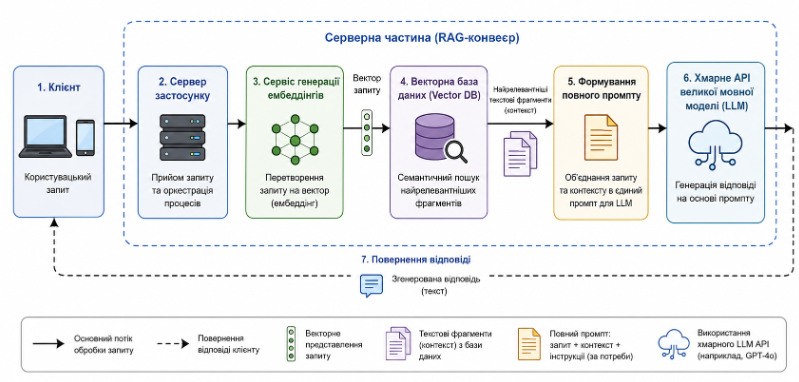 Серверна частина (RAG-конвеєр)
1. Клієнт
Користувацький
запит
2. Сервер
застосунку
Прийом запиту
та оркестрація
процесів
3. Сервіс генерації
ембеддінгів
Перетворення
запиту на вектор
(ембеддінг)
Вектор
запиту
4. Векторна база
даних (Vector DB)
Семантичний пошук
найрелевантніших
фрагментів
Найрелевантніші
текстові фрагменти
(контекст)
5. Формування
повного промпту
Об'єднання запиту
та контексту в єдиний
промпт для LLM
6. Хмарне API
великої мовної
моделі (LLM)
Генерація відповіді
на основі промпту
7. Повернення відповіді
Згенерована відповідь
(текст)
Основний потік
обробки запиту
Повернення
відповіді клієнту
Векторне
представлення
запиту
Текстові фрагменти
(контекст) з бази
даних
Повний промпт:
запит + контекст +
інструкції (за потреби)
Використання
хмарного LLM API
(наприклад, GPT-4o)